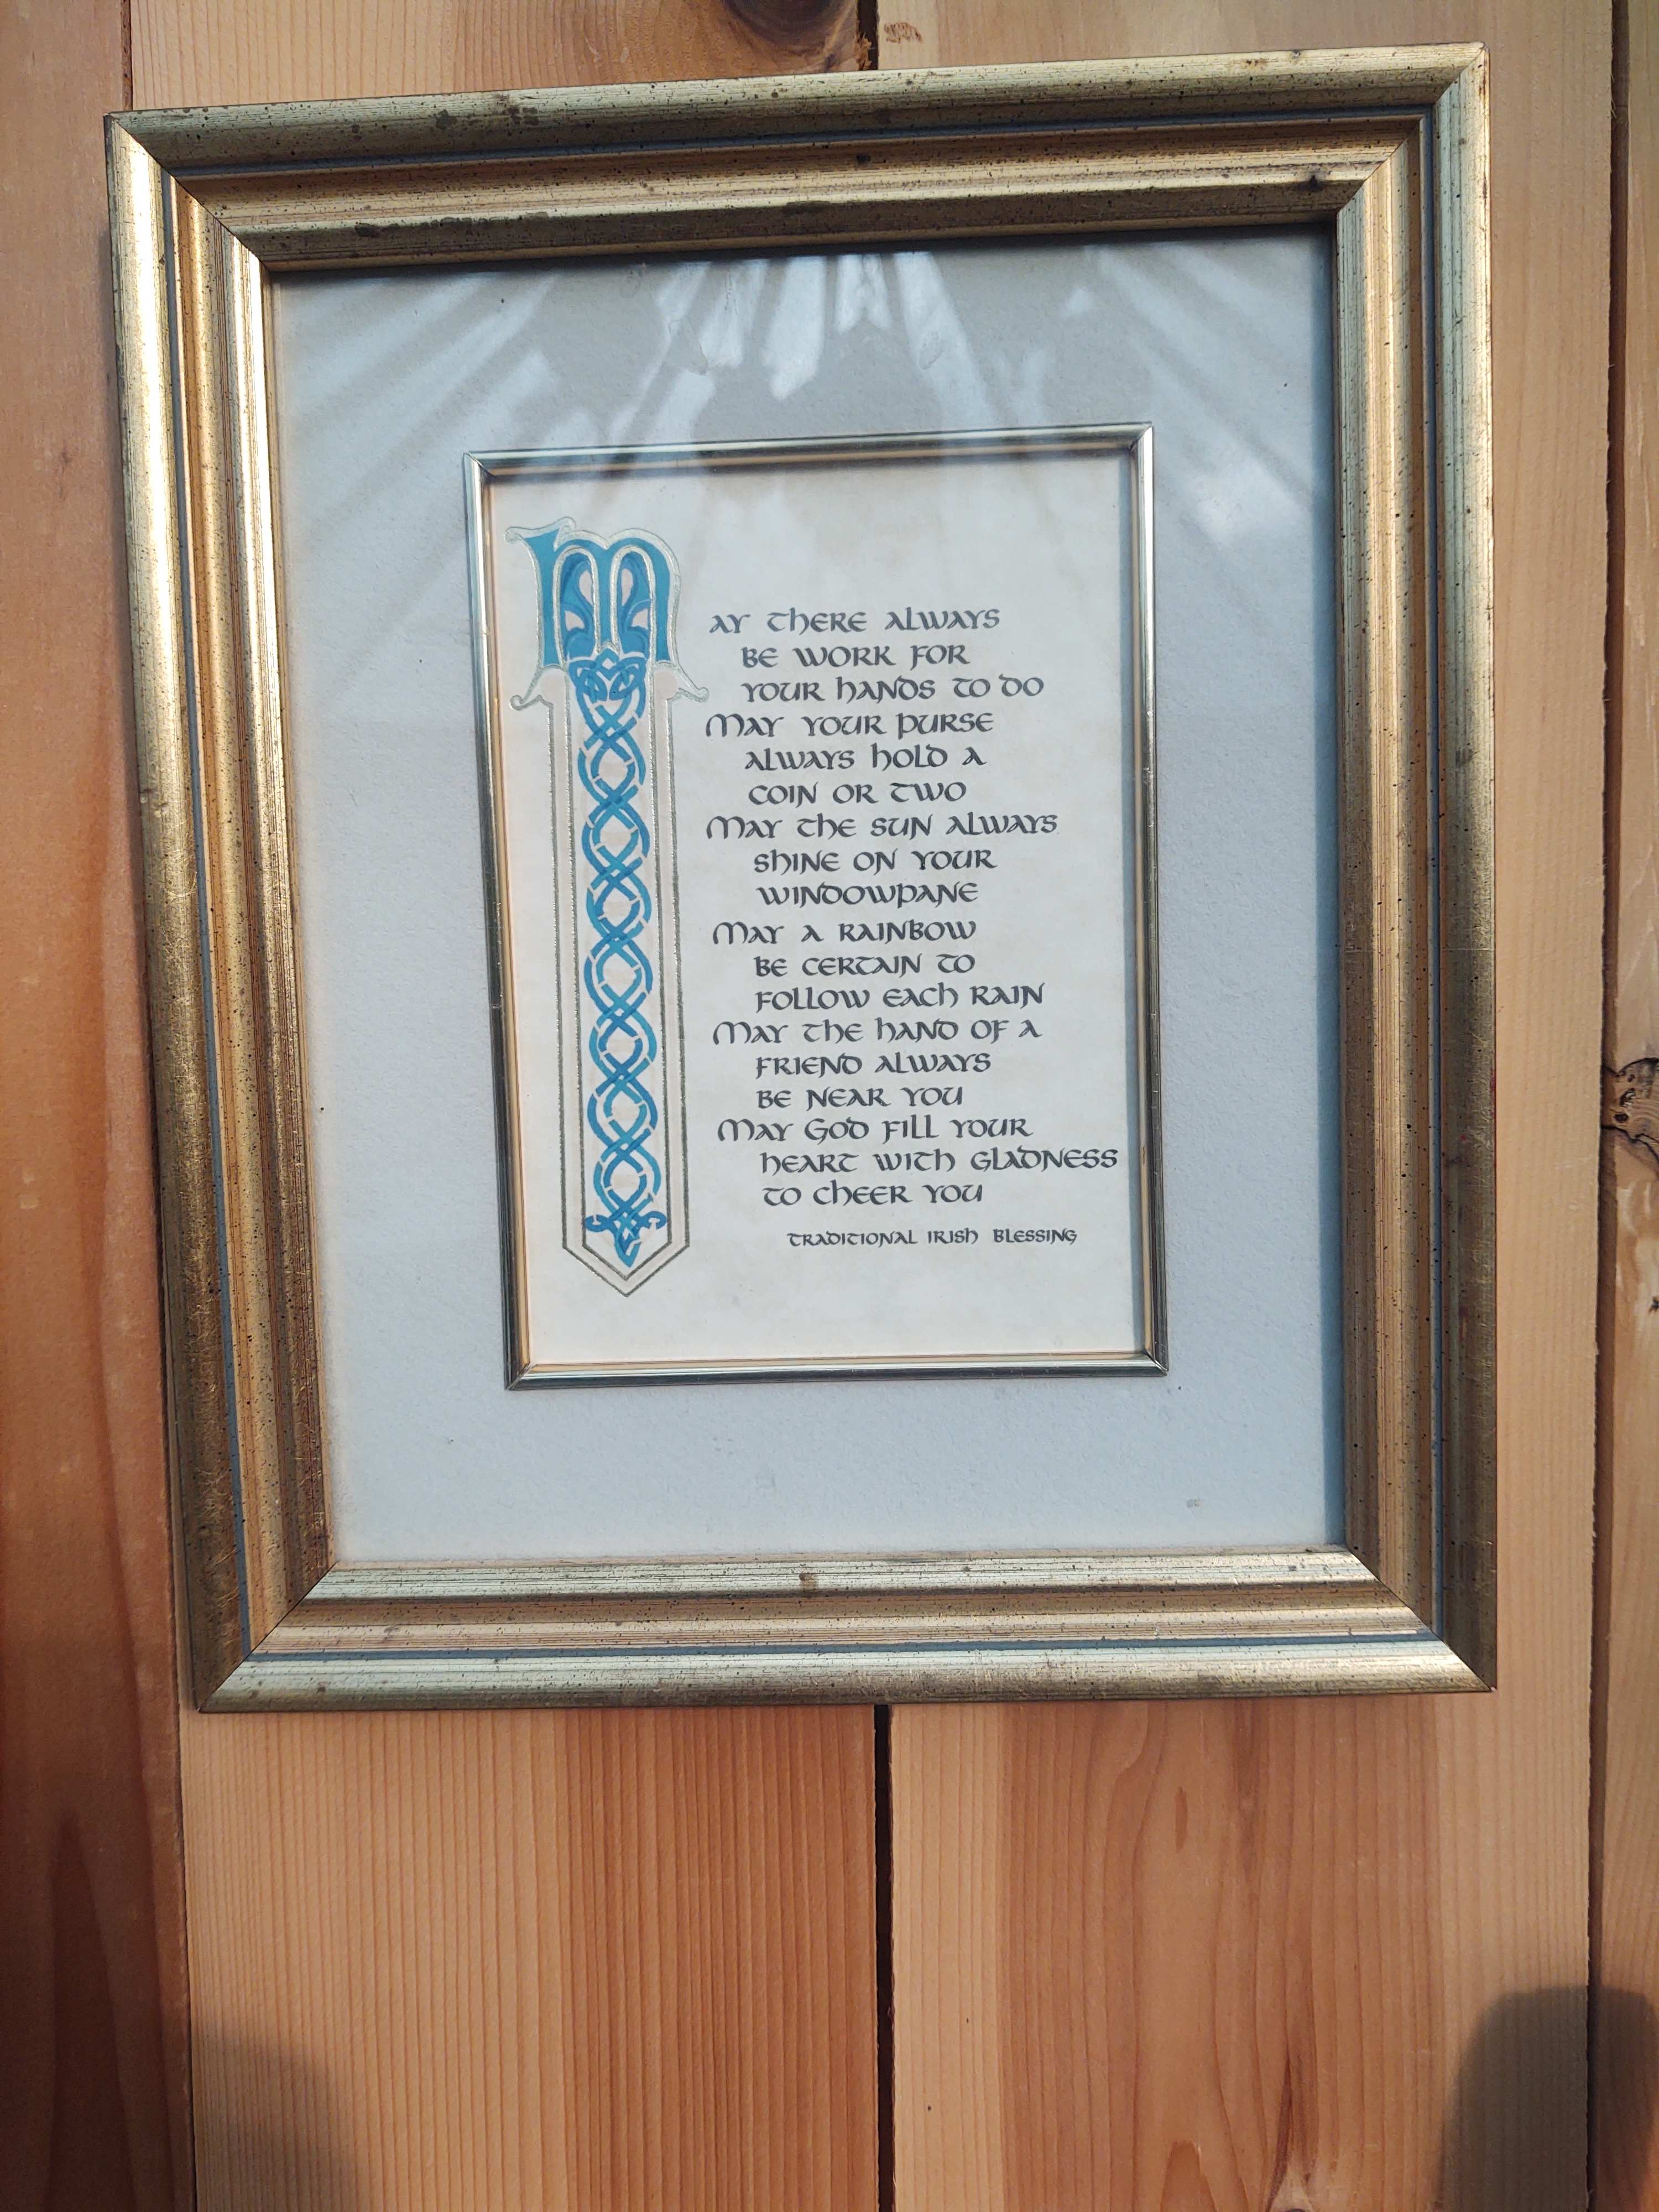 May there always
be work for
your hands to do
May your purse
always hold a
coin or two
May the sun always
shine on your
windowpane
May a rainbow
be certain to
follow each rain
May the hand of a
friend always
be near you
May God fill your
heart with gladness
to cheer you
Traditional Irish Blessing